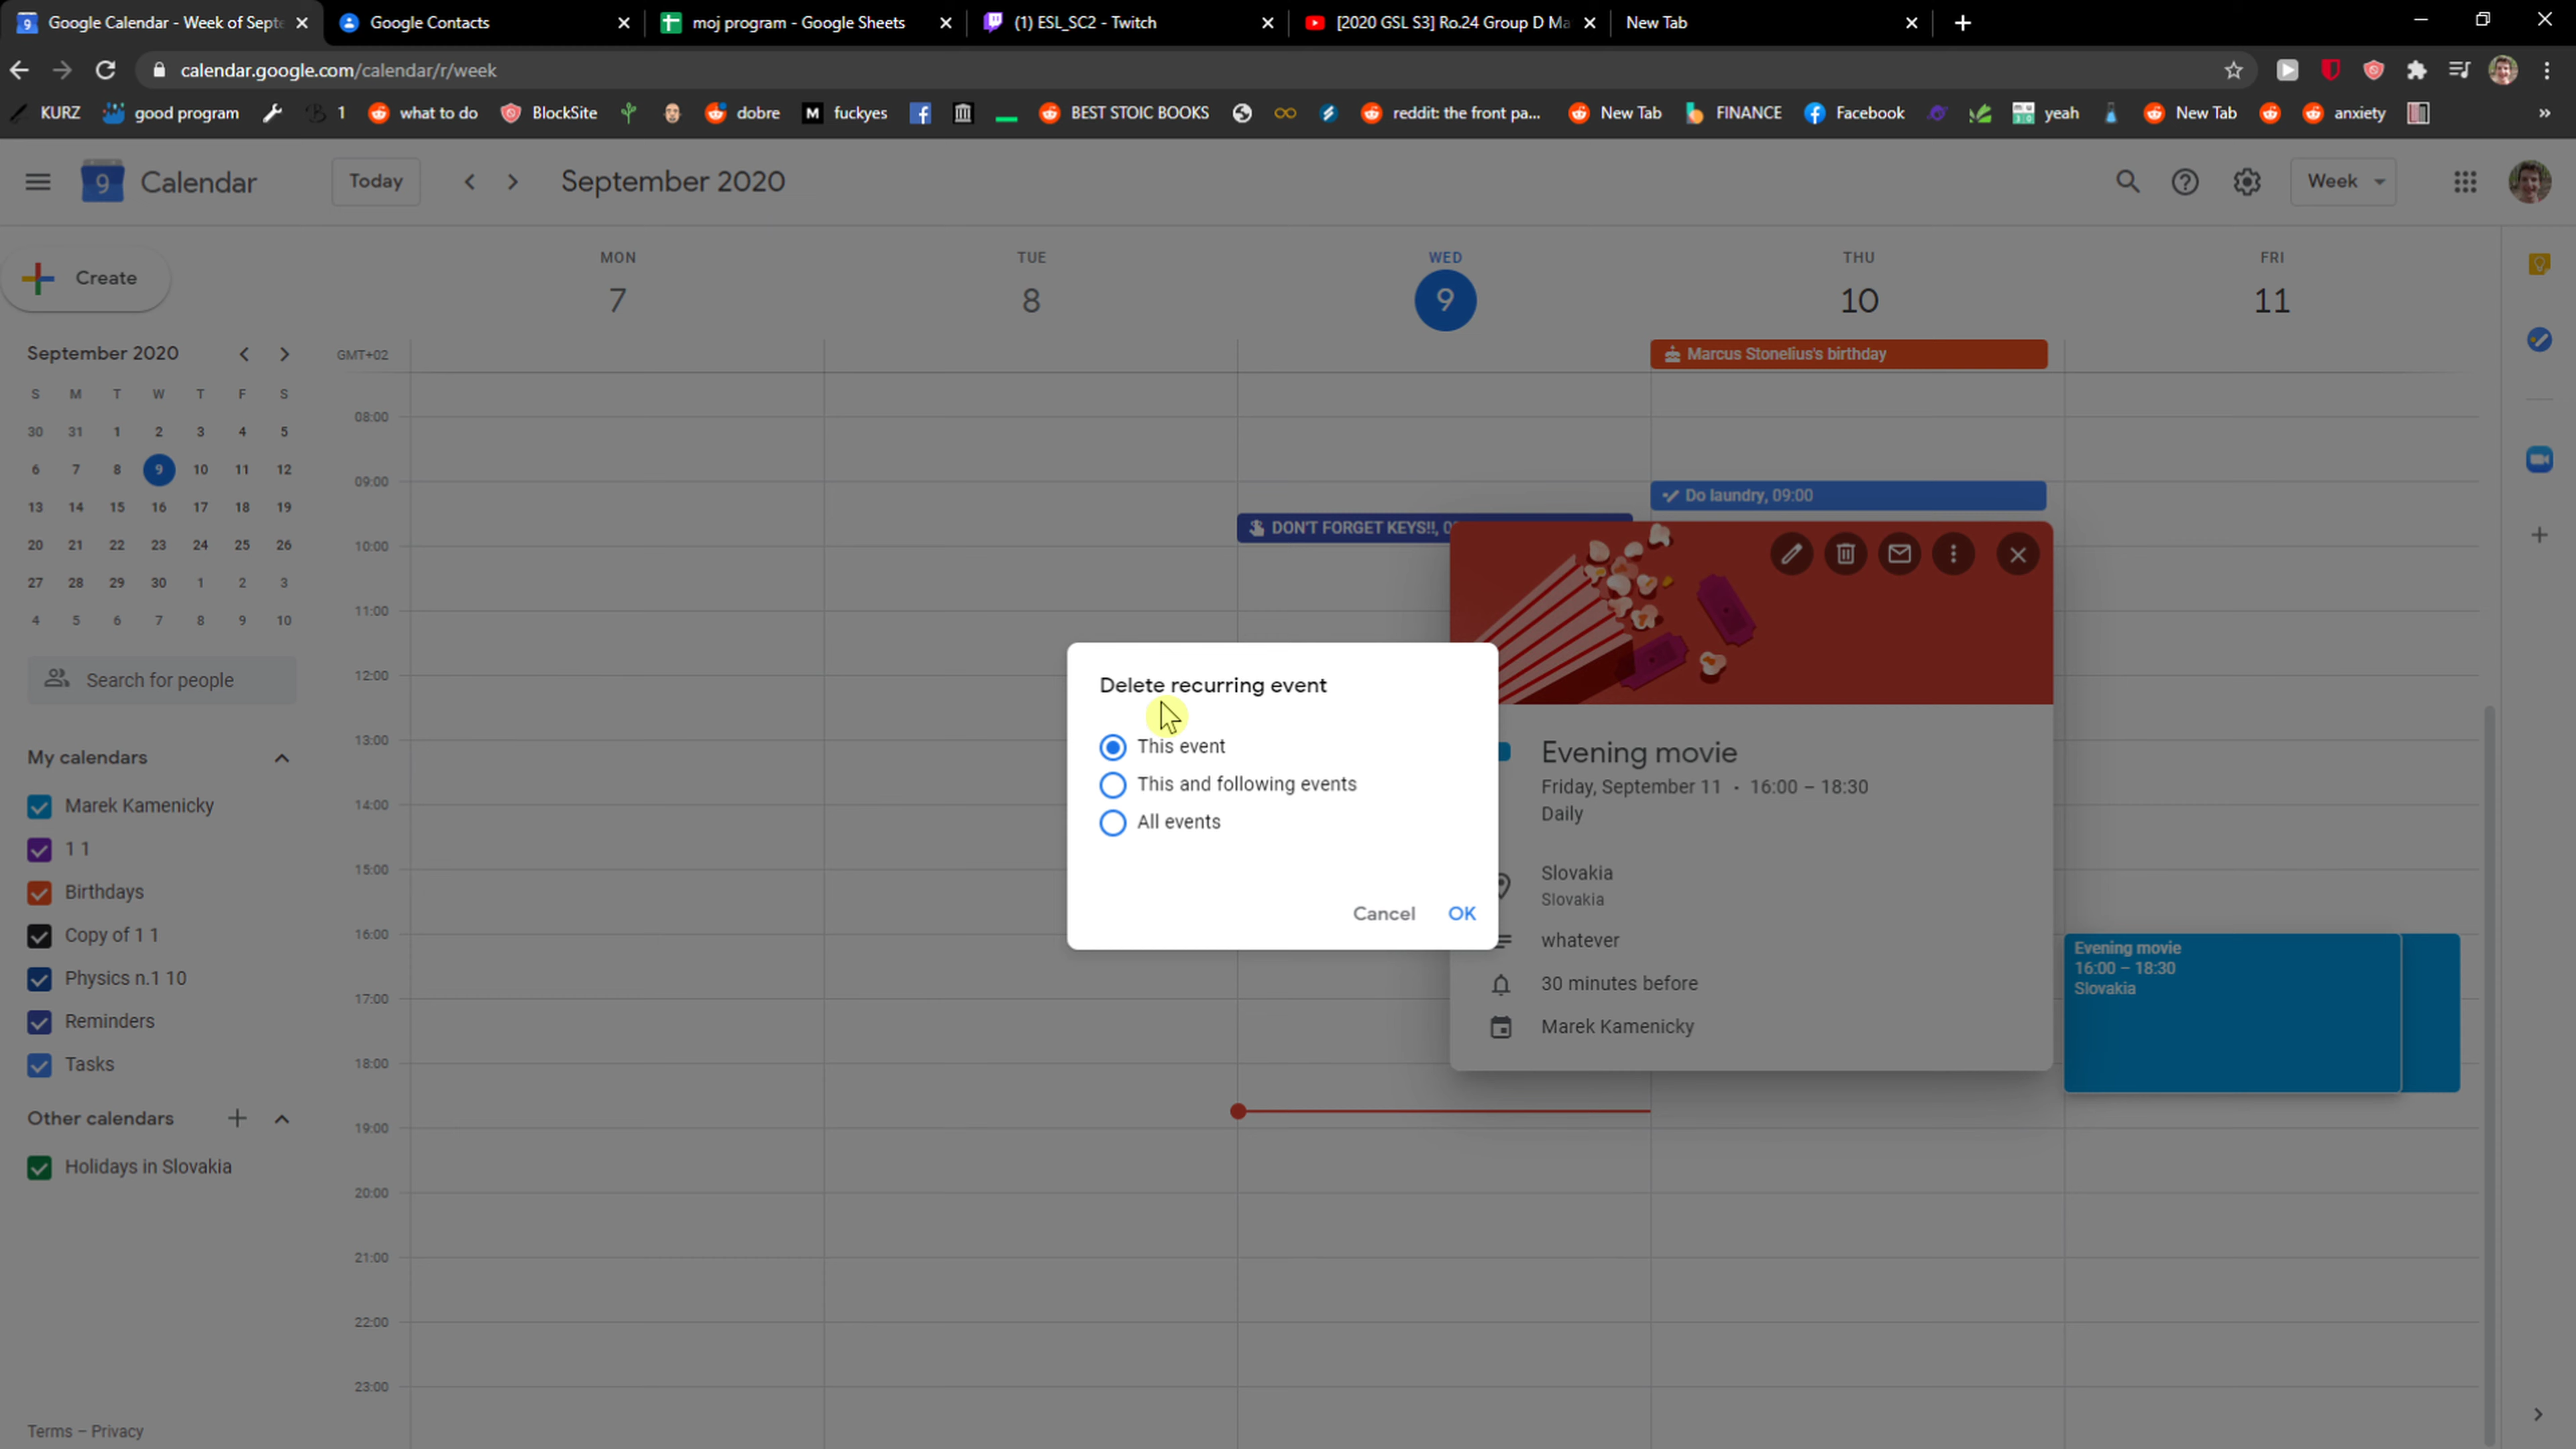 Google Calendar - Week of Septe
Google Contacts
moj program - Google Sheets
(1) ESL_SC2 - Twitch
[2020 GSL S3] Ro.24 Group D Ma
New Tab
calendar.google.com/calendar/r/week
KURZ
good program
1
what to do
BlockSite
dobre
M
fuckyes
BEST STOIC BOOKS
reddit: the front pa...
New Tab
FINANCE
Facebook
yeah
New Tab
anxiety
»
9 Calendar
Today
September 2020
Week
Create
MON
TUE
WED
THU
FRI
7
8
9
10
11
September 2020
S M T W T F S
30 31 1 2 3 4 5
6 7 8 9 10 11 12
13 14 15 16 17 18 19
20 21 22 23 24 25 26
27 28 29 30 1 2 3
4 5 6 7 8 9 10
Search for people
My calendars
Marek Kamenicky
1 1
Birthdays
Copy of 1 1
Physics n.1 10
Reminders
Tasks
Other calendars
Holidays in Slovakia
Terms – Privacy
GMT+02
08:00
09:00
10:00
11:00
12:00
13:00
14:00
15:00
16:00
17:00
18:00
19:00
20:00
21:00
22:00
23:00
Marcus Stonelius's birthday
Do laundry, 09:00
DON'T FORGET KEYS!!, 0
Delete recurring event
This event
This and following events
All events
Cancel
OK
Evening movie
Friday, September 11 · 16:00 – 18:30
Daily
Slovakia
Slovakia
whatever
30 minutes before
Marek Kamenicky
Evening movie
16:00 – 18:30
Slovakia